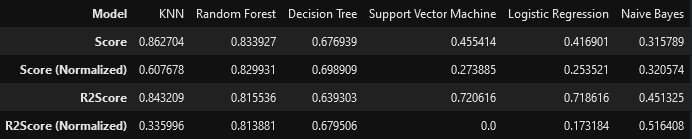 Model KNN Random Forest Decision Tree Support Vector Machine Logistic Regression Naive Bayes
Score 0.862704 0.833927 0.676939 0.455414 0.416901 0.315789
Score (Normalized) 0.607678 0.829931 0.698909 0.273885 0.253521 0.320574
R2Score 0.843209 0.815536 0.639303 0.720616 0.718616 0.451325
R2Score (Normalized) 0.335996 0.813881 0.679506 0.0 0.173184 0.516408